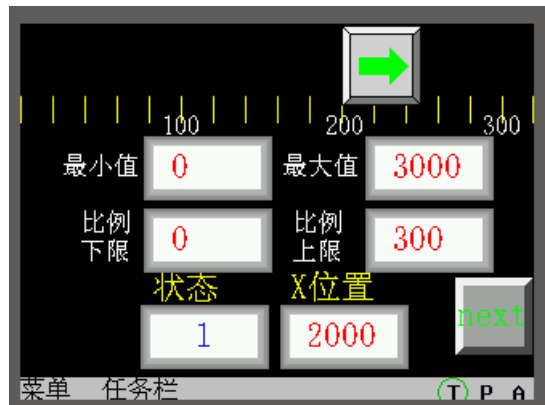 100 200 300
最小值 0 最大值 3000
比例下限 0 比例上限 300
状态 X位置
1 2000 next
菜单 任务栏 T P A